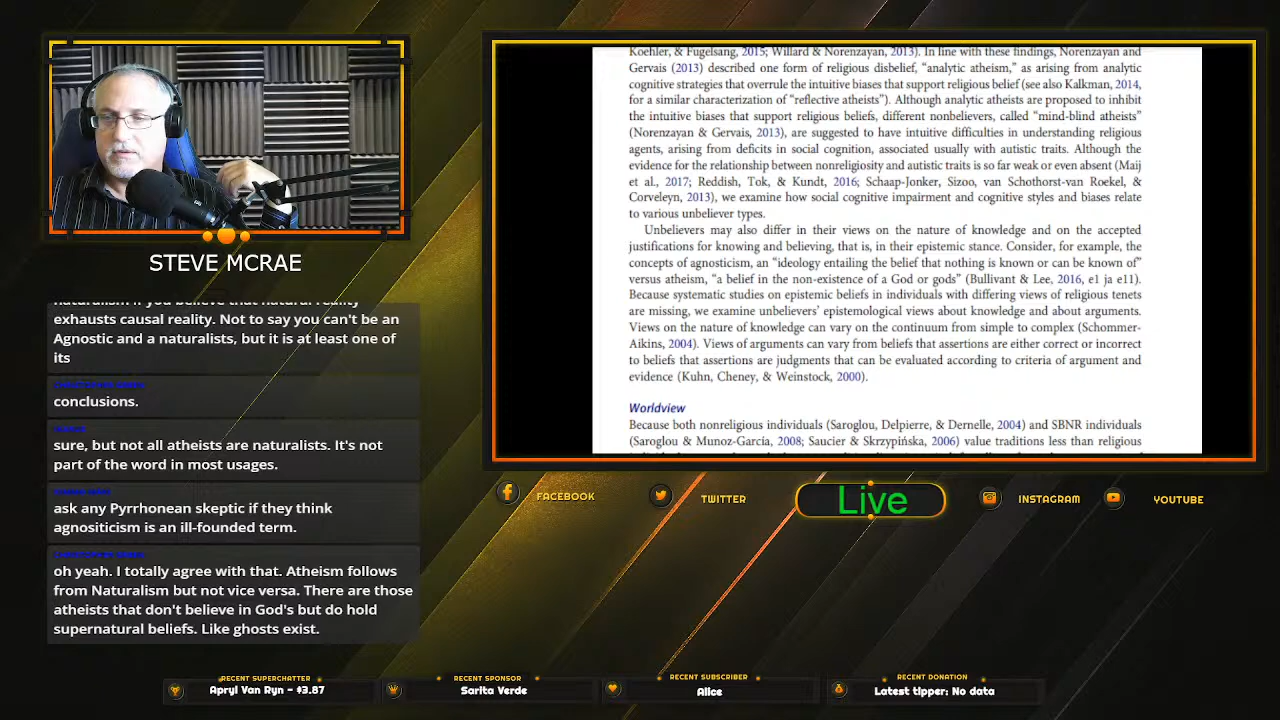 STEVE MCRAE
exhausts causal reality. Not to say you can't be an
Agnostic and a naturalists, but it is at least one of
its
conclusions.
sure, but not all atheists are naturalists. It's not
part of the word in most usages.
ask any Pyrrhonean skeptic if they think
agnositicism is an ill-founded term.
oh yeah. I totally agree with that. Atheism follows
from Naturalism but not vice versa. There are those
atheists that don't believe in God's but do hold
supernatural beliefs. Like ghosts exist.
Koehler, & Fugelsang, 2015; Willard & Norenzayan, 2013). In line with these findings, Norenzayan and
Gervais (2013) described one form of religious disbelief, “analytic atheism,” as arising from analytic
cognitive strategies that overrule the intuitive biases that support religious belief (see also Kalkman, 2014,
for a similar characterization of “reflective atheists”). Although analytic atheists are proposed to inhibit
the intuitive biases that support religious beliefs, different nonbelievers, called “mind-blind atheists”
(Norenzayan & Gervais, 2013), are suggested to have intuitive difficulties in understanding religious
agents, arising from deficits in social cognition, associated usually with autistic traits. Although the
evidence for the relationship between nonreligiosity and autistic traits is so far weak or even absent (Maij
et al., 2017; Reddish, Tok, & Kundt, 2016; Schaap-Jonker, Sizoo, van Schothorst-van Roekel, &
Corveleyn, 2013), we examine how social cognitive impairment and cognitive styles and biases relate
to various unbeliever types.
Unbelievers may also differ in their views on the nature of knowledge and on the accepted
justifications for knowing and believing, that is, in their epistemic stance. Consider, for example, the
concepts of agnosticism, an “ideology entailing the belief that nothing is known or can be known of”
versus atheism, “a belief in the non-existence of a God or gods” (Bullivant & Lee, 2016, e1 ja e11).
Because systematic studies on epistemic beliefs in individuals with differing views of religious tenets
are missing, we examine unbelievers’ epistemological views about knowledge and about arguments.
Views on the nature of knowledge can vary on the continuum from simple to complex (Schommer-
Aikins, 2004). Views of arguments can vary from beliefs that assertions are either correct or incorrect
to beliefs that assertions are judgments that can be evaluated according to criteria of argument and
evidence (Kuhn, Cheney, & Weinstock, 2000).
Worldview
Because both nonreligious individuals (Saroglou, Delpierre, & Dernelle, 2004) and SBNR individuals
(Saroglou & Munoz-García, 2008; Saucier & Skrzypińska, 2006) value traditions less than religious
FACEBOOK
TWITTER
Live
INSTAGRAM
YOUTUBE
RECENT SUPERCHATTER
Apryl Van Ryn - $3.87
RECENT SPONSOR
Sarita Verde
RECENT SUBSCRIBER
Alice
RECENT DONATION
Latest tipper: No data